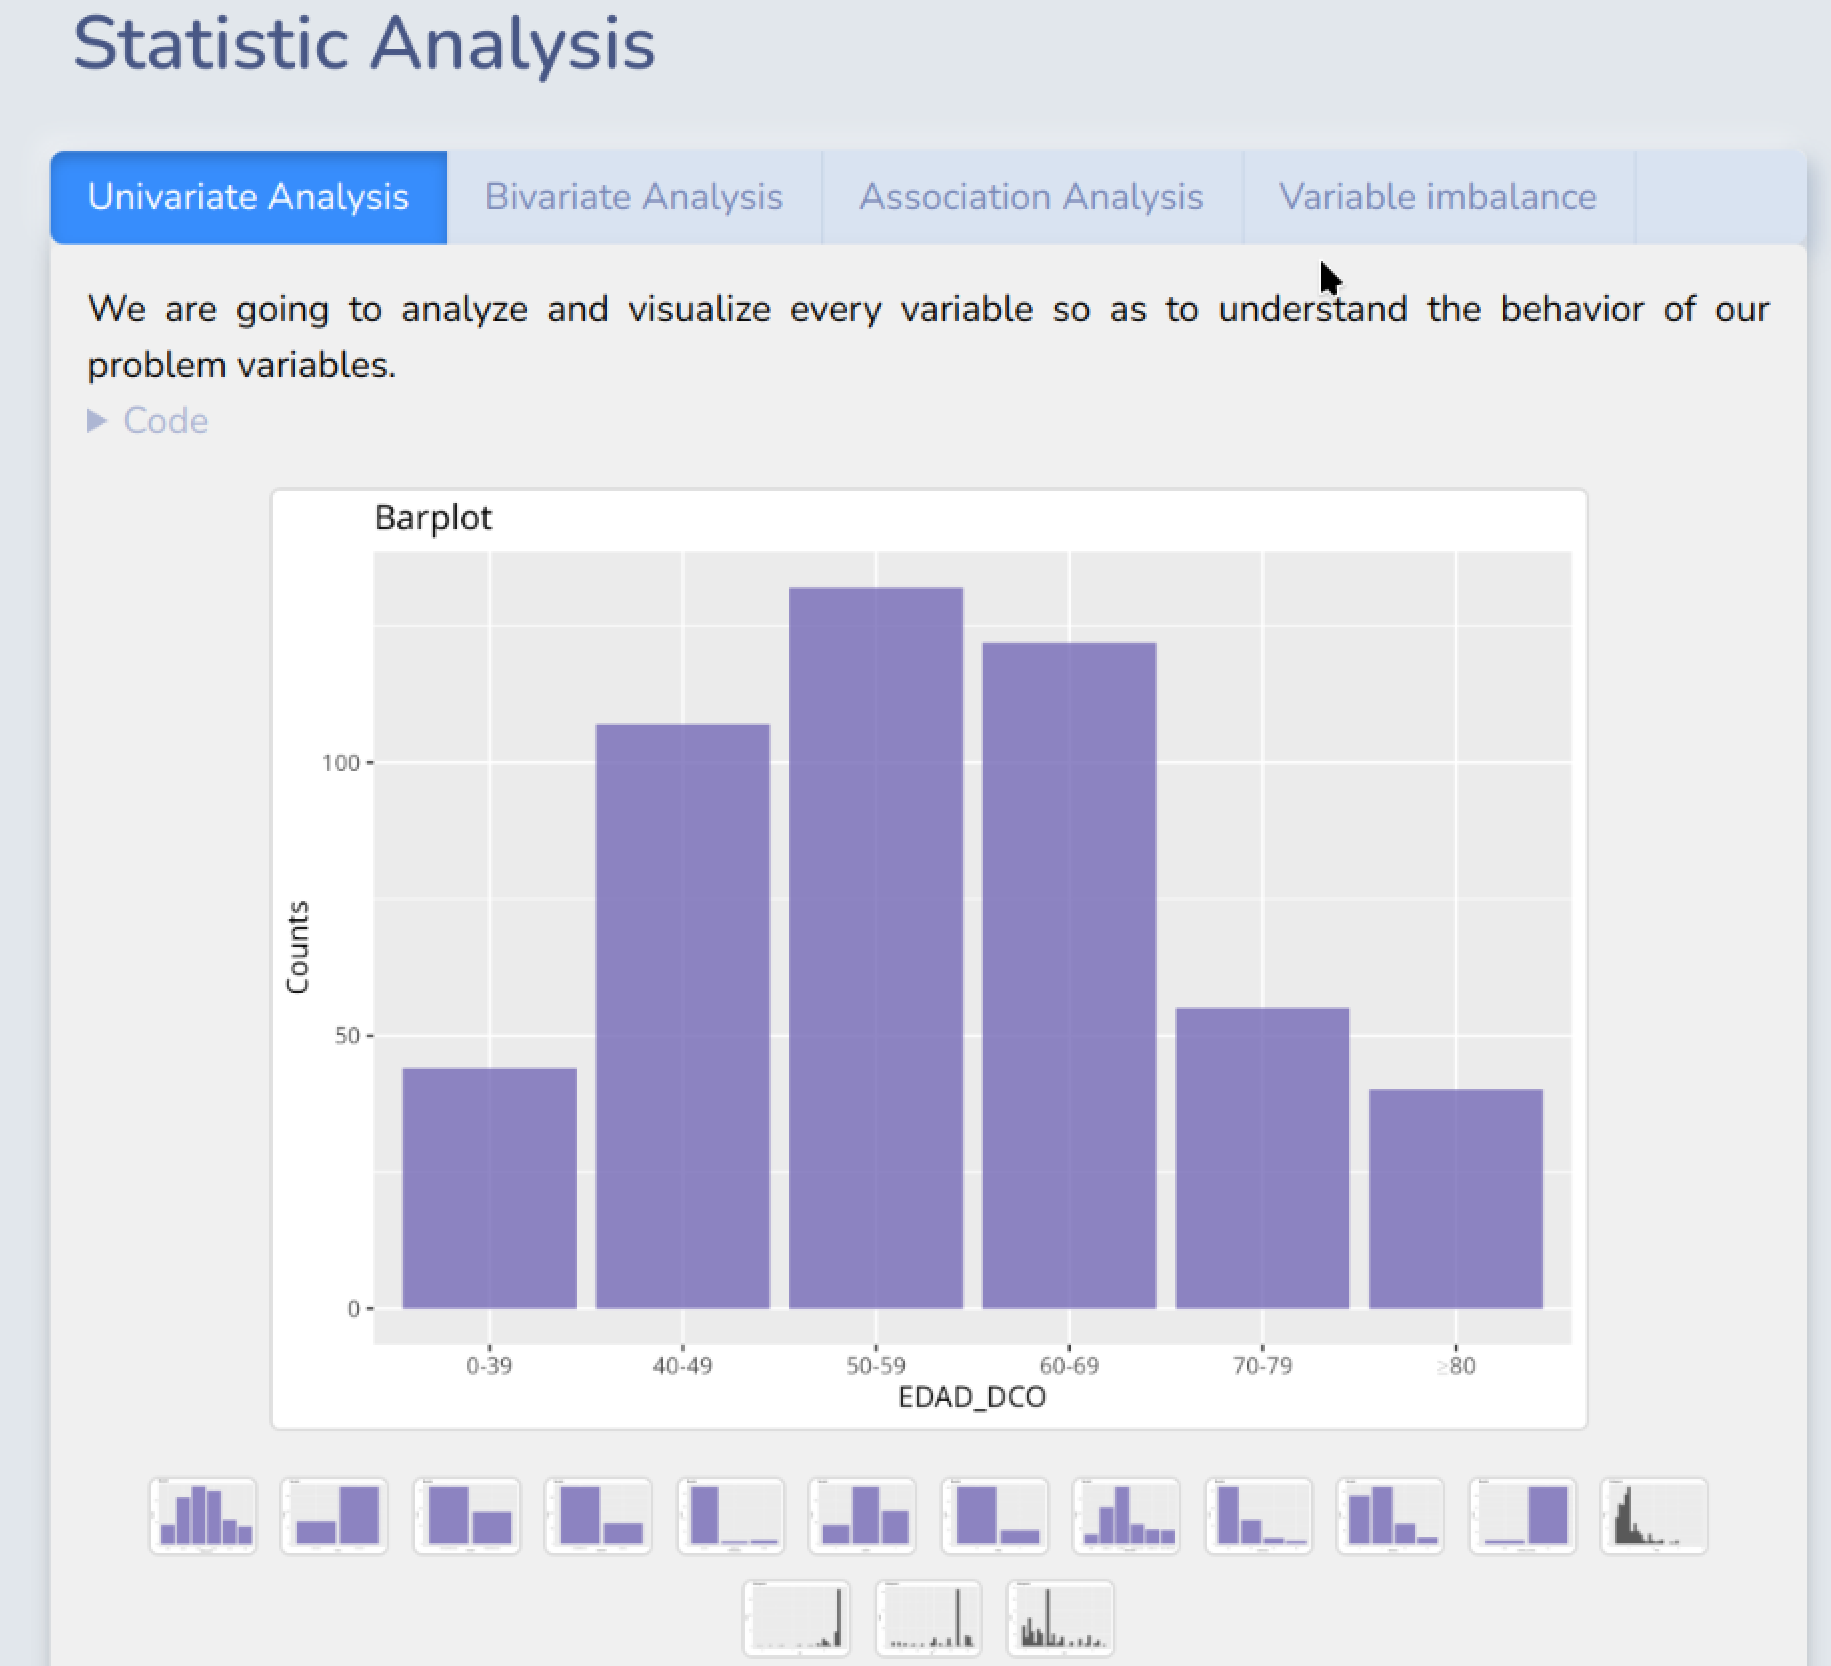 Statistic Analysis
Univariate Analysis Bivariate Analysis Association Analysis Variable imbalance
We are going to analyze and visualize every variable so as to understand the behavior of our
problem variables.
▶ Code
Barplot
Counts
100
50
0
0-39 40-49 50-59 60-69 70-79 ≥80
EDAD_DCO